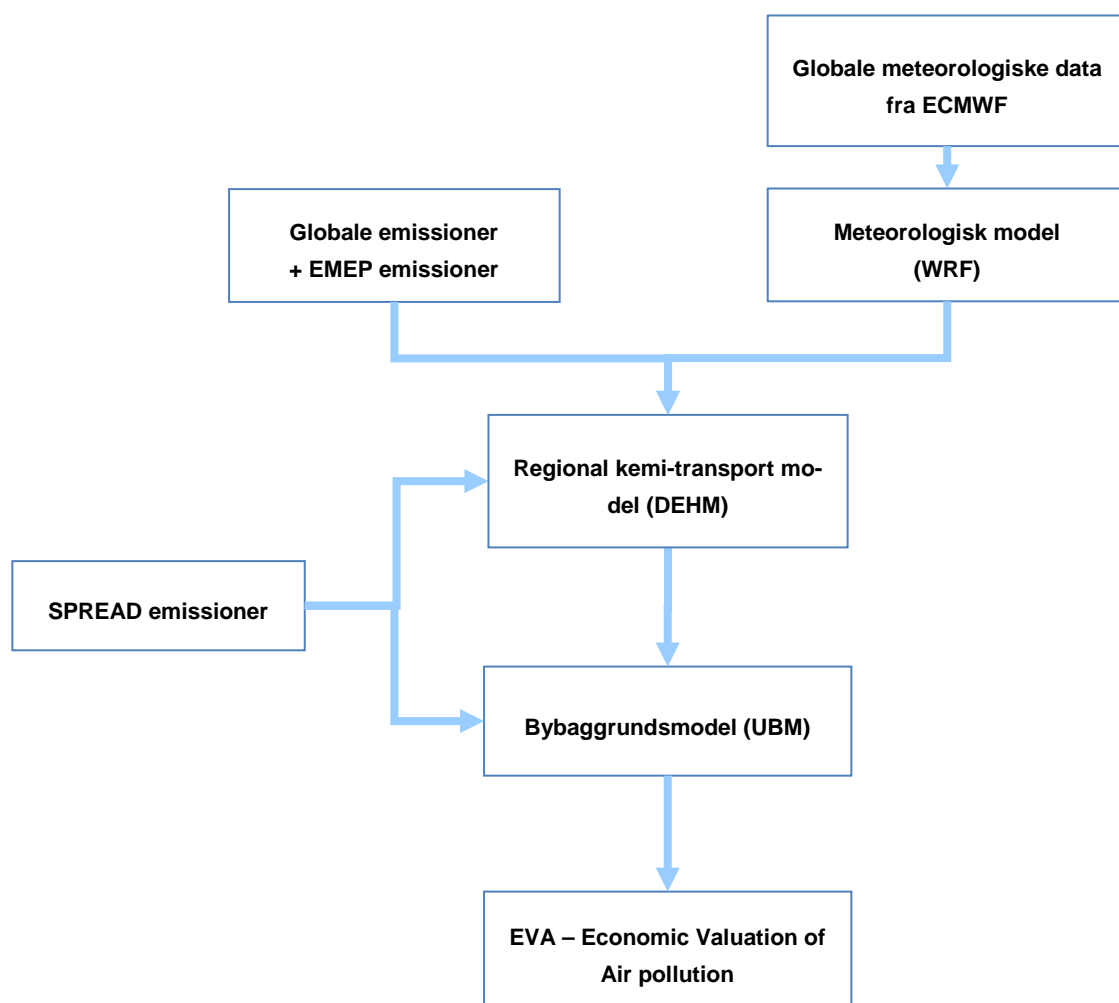 Globale meteorologiske data
fra ECMWF
Globale emissioner
+ EMEP emissioner
Meteorologisk model
(WRF)
Regional kemi-transport mo-
del (DEHM)
SPREAD emissioner
Bybaggrundsmodel (UBM)
EVA – Economic Valuation of
Air pollution